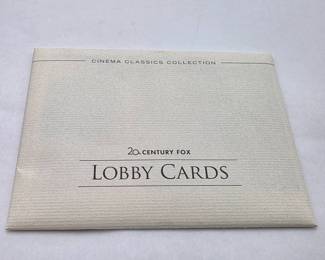 CINEMA CLASSICS COLLECTION
20th CENTURY FOX
LOBBY CARDS